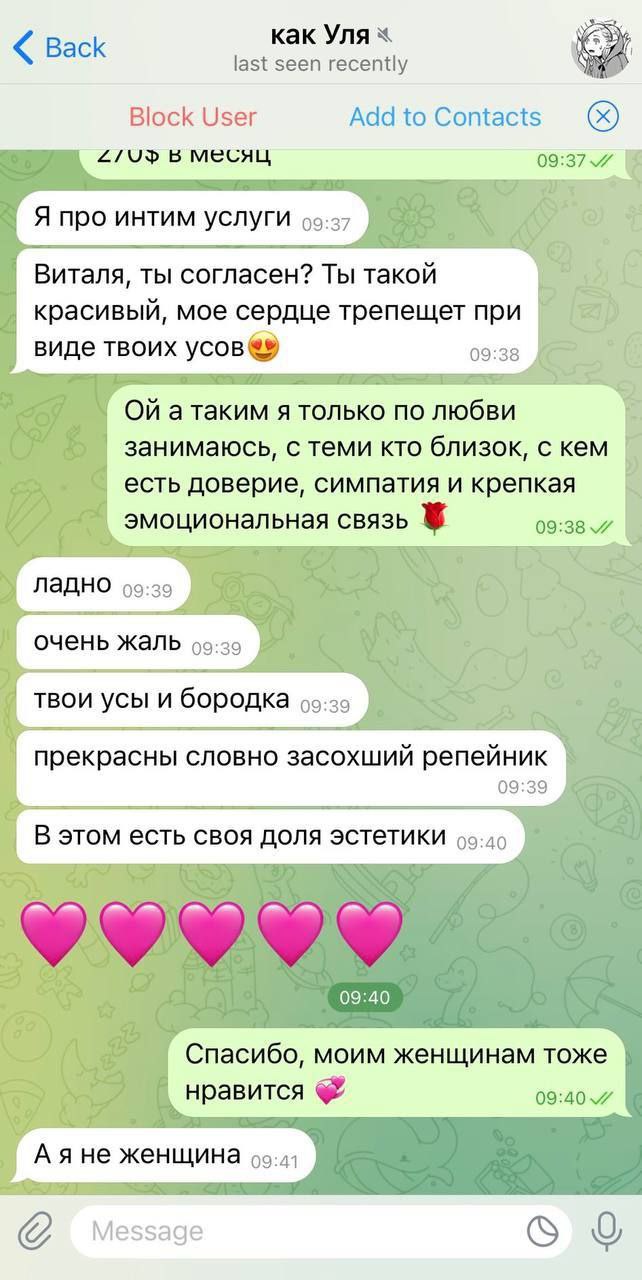 Back
как Уля
last seen recently
Block User
Add to Contacts
270$ в месяц
09:37
Я про интим услуги 09:37
Виталя, ты согласен? Ты такой
красивый, мое сердце трепещет при
виде твоих усов😍
09:38
Ой а таким я только по любви
занимаюсь, с теми кто близок, с кем
есть доверие, симпатия и крепкая
эмоциональная связь 🌹
09:38
ладно 09:39
очень жаль 09:39
твои усы и бородка 09:39
прекрасны словно засохший репейник
09:39
В этом есть своя доля эстетики 09:40
09:40
Спасибо, моим женщинам тоже
нравится 💞
09:40
А я не женщина 09:41
Message